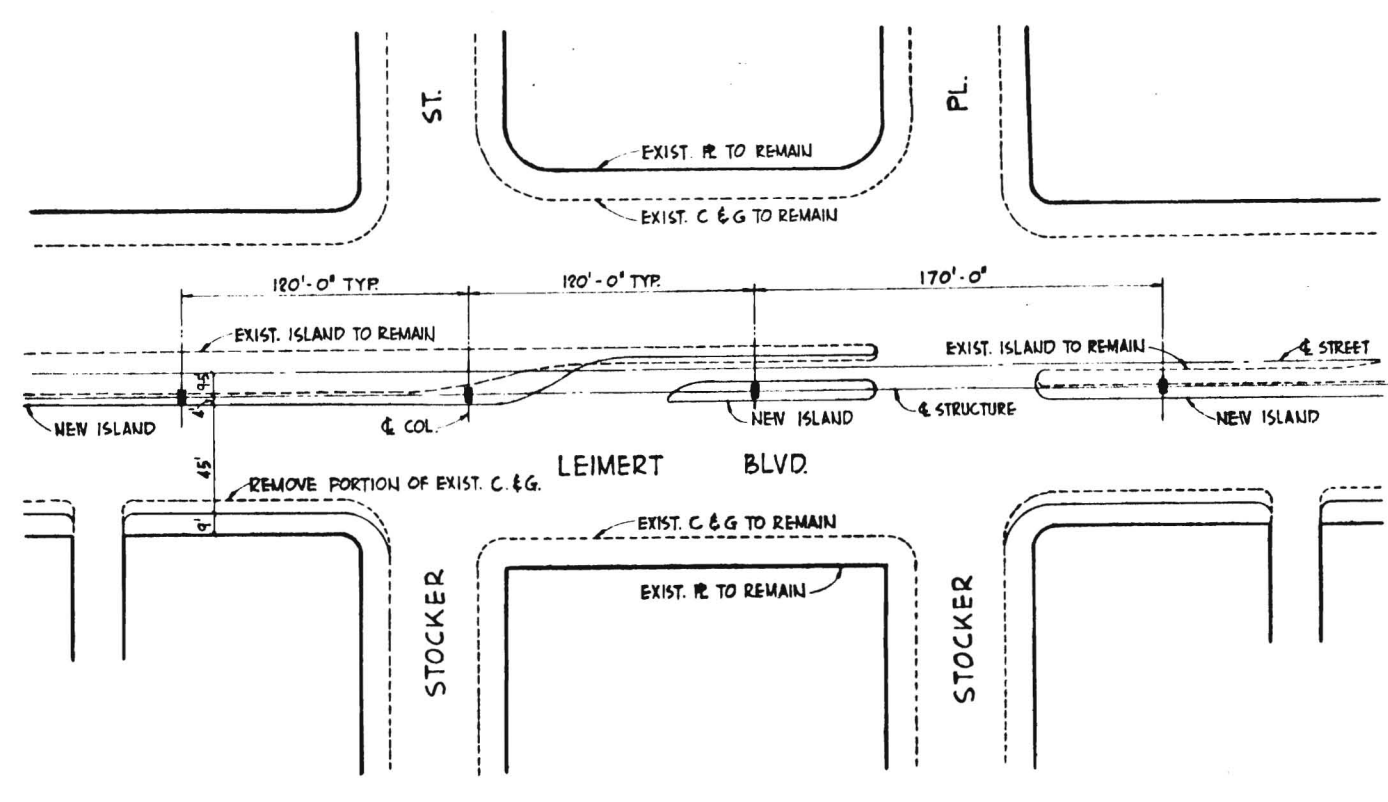 ST.
PL.
EXIST. ⅊ TO REMAIN
EXIST. C & G TO REMAIN
120'-0" TYP.
120'-0" TYP.
170'-0"
EXIST. ISLAND TO REMAIN
EXIST. ISLAND TO REMAIN
℄ STREET
9.5'
4'
NEW ISLAND
℄ COL.
NEW ISLAND
℄ STRUCTURE
NEW ISLAND
45'
LEIMERT BLVD.
REMOVE PORTION OF EXIST. C. & G.
9'
EXIST. C & G TO REMAIN
EXIST. ⅊ TO REMAIN
STOCKER
STOCKER